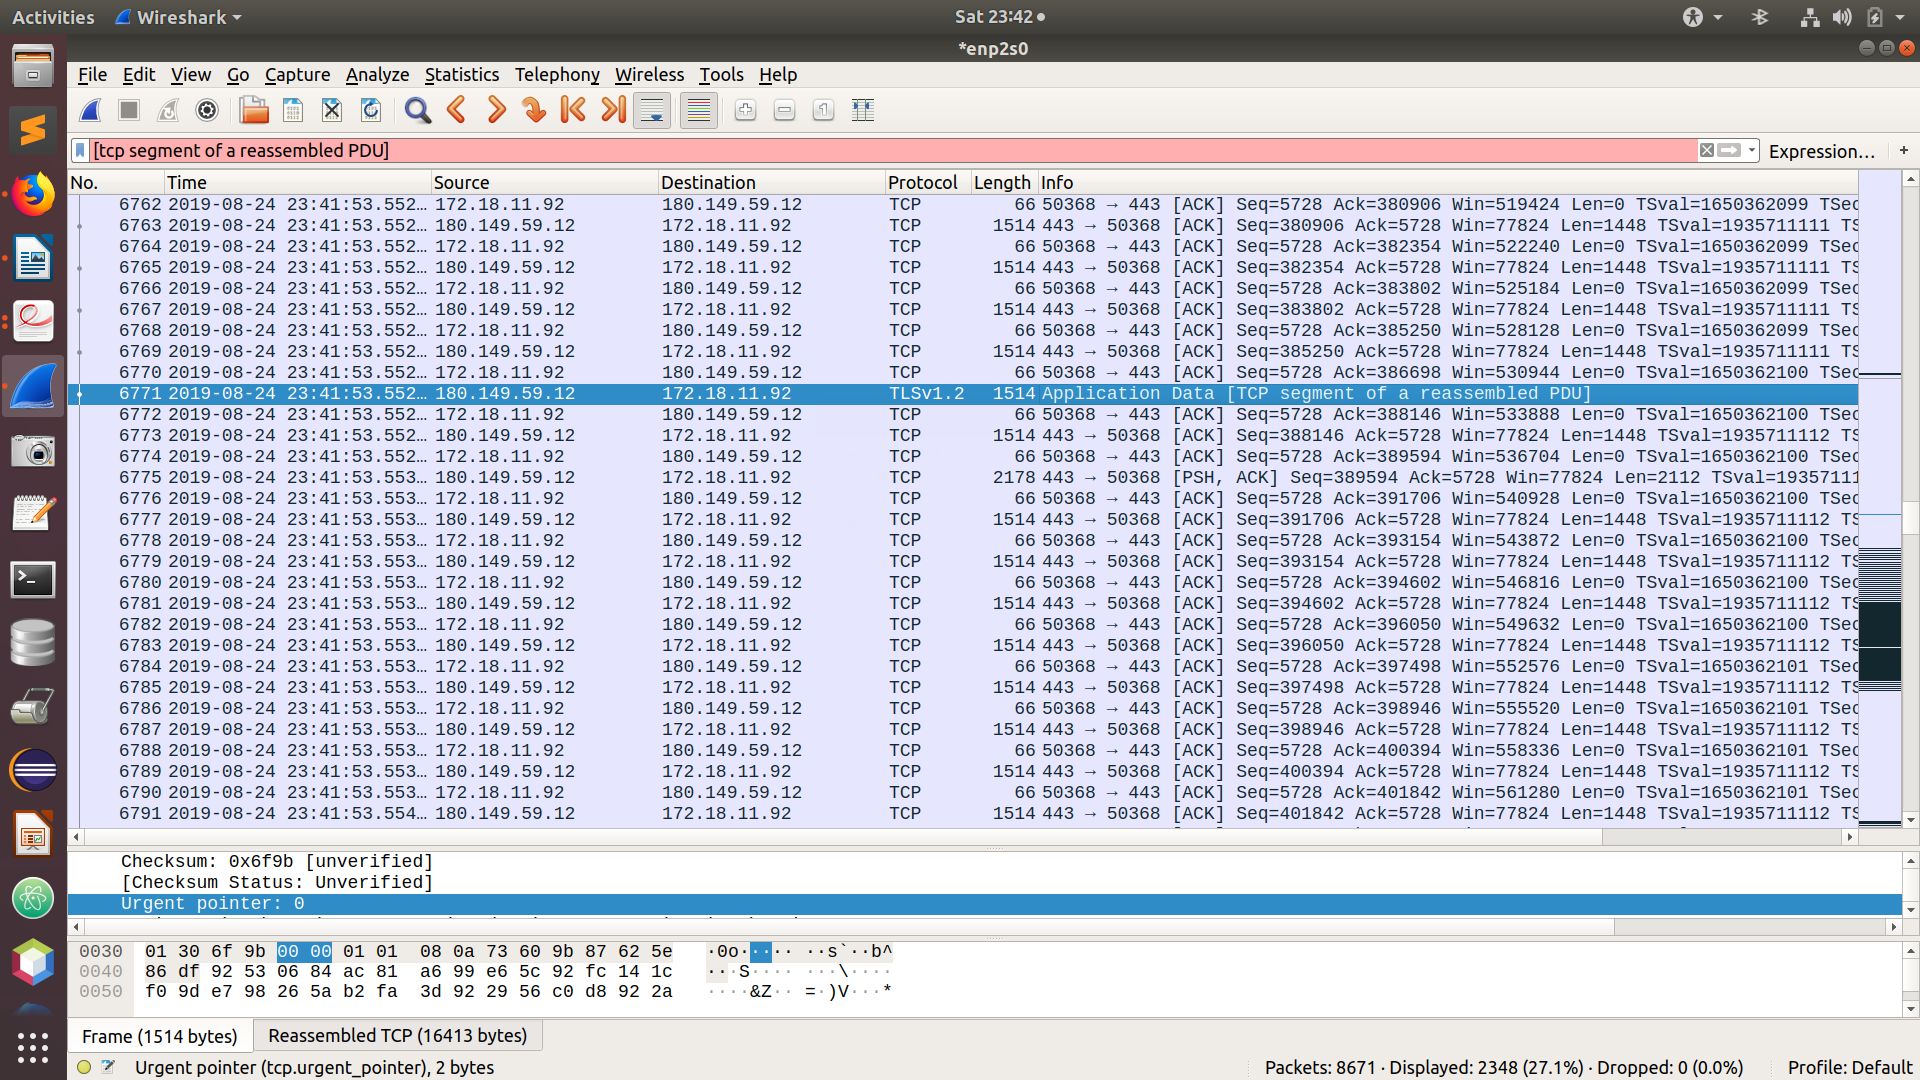 Activities Wireshark Sat 23:42
*enp2s0
File Edit View Go Capture Analyze Statistics Telephony Wireless Tools Help
[tcp segment of a reassembled PDU] Expression… +
No. Time Source Destination Protocol Length Info
6762 2019-08-24 23:41:53.552… 172.18.11.92 180.149.59.12 TCP 66 50368 → 443 [ACK] Seq=5728 Ack=380906 Win=519424 Len=0 TSval=1650362099 TSec
6763 2019-08-24 23:41:53.552… 180.149.59.12 172.18.11.92 TCP 1514 443 → 50368 [ACK] Seq=380906 Ack=5728 Win=77824 Len=1448 TSval=1935711111 TS
6764 2019-08-24 23:41:53.552… 172.18.11.92 180.149.59.12 TCP 66 50368 → 443 [ACK] Seq=5728 Ack=382354 Win=522240 Len=0 TSval=1650362099 TSec
6765 2019-08-24 23:41:53.552… 180.149.59.12 172.18.11.92 TCP 1514 443 → 50368 [ACK] Seq=382354 Ack=5728 Win=77824 Len=1448 TSval=1935711111 TS
6766 2019-08-24 23:41:53.552… 172.18.11.92 180.149.59.12 TCP 66 50368 → 443 [ACK] Seq=5728 Ack=383802 Win=525184 Len=0 TSval=1650362099 TSec
6767 2019-08-24 23:41:53.552… 180.149.59.12 172.18.11.92 TCP 1514 443 → 50368 [ACK] Seq=383802 Ack=5728 Win=77824 Len=1448 TSval=1935711111 TS
6768 2019-08-24 23:41:53.552… 172.18.11.92 180.149.59.12 TCP 66 50368 → 443 [ACK] Seq=5728 Ack=385250 Win=528128 Len=0 TSval=1650362099 TSec
6769 2019-08-24 23:41:53.552… 180.149.59.12 172.18.11.92 TCP 1514 443 → 50368 [ACK] Seq=385250 Ack=5728 Win=77824 Len=1448 TSval=1935711111 TS
6770 2019-08-24 23:41:53.552… 172.18.11.92 180.149.59.12 TCP 66 50368 → 443 [ACK] Seq=5728 Ack=386698 Win=530944 Len=0 TSval=1650362099 TSec
6771 2019-08-24 23:41:53.552… 180.149.59.12 172.18.11.92 TLSv1.2 1514 Application Data [TCP segment of a reassembled PDU]
6772 2019-08-24 23:41:53.552… 172.18.11.92 180.149.59.12 TCP 66 50368 → 443 [ACK] Seq=5728 Ack=388146 Win=533888 Len=0 TSval=1650362100 TSec
6773 2019-08-24 23:41:53.552… 180.149.59.12 172.18.11.92 TCP 1514 443 → 50368 [ACK] Seq=388146 Ack=5728 Win=77824 Len=1448 TSval=1935711112 TS
6774 2019-08-24 23:41:53.552… 172.18.11.92 180.149.59.12 TCP 66 50368 → 443 [ACK] Seq=5728 Ack=389594 Win=536704 Len=0 TSval=1650362100 TSec
6775 2019-08-24 23:41:53.552… 180.149.59.12 172.18.11.92 TCP 2178 443 → 50368 [PSH, ACK] Seq=389594 Ack=5728 Win=77824 Len=2112 TSval=19357111
6776 2019-08-24 23:41:53.552… 172.18.11.92 180.149.59.12 TCP 66 50368 → 443 [ACK] Seq=5728 Ack=391706 Win=540928 Len=0 TSval=1650362100 TSec
6777 2019-08-24 23:41:53.553… 180.149.59.12 172.18.11.92 TCP 1514 443 → 50368 [ACK] Seq=391706 Ack=5728 Win=77824 Len=1448 TSval=1935711112 TS
6778 2019-08-24 23:41:53.553… 172.18.11.92 180.149.59.12 TCP 66 50368 → 443 [ACK] Seq=5728 Ack=393154 Win=543872 Len=0 TSval=1650362100 TSec
6779 2019-08-24 23:41:53.553… 180.149.59.12 172.18.11.92 TCP 1514 443 → 50368 [ACK] Seq=393154 Ack=5728 Win=77824 Len=1448 TSval=1935711112 TS
6780 2019-08-24 23:41:53.553… 172.18.11.92 180.149.59.12 TCP 66 50368 → 443 [ACK] Seq=5728 Ack=394602 Win=546816 Len=0 TSval=1650362100 TSec
6781 2019-08-24 23:41:53.553… 180.149.59.12 172.18.11.92 TCP 1514 443 → 50368 [ACK] Seq=394602 Ack=5728 Win=77824 Len=1448 TSval=1935711112 TS
6782 2019-08-24 23:41:53.553… 172.18.11.92 180.149.59.12 TCP 66 50368 → 443 [ACK] Seq=5728 Ack=396050 Win=549632 Len=0 TSval=1650362100 TSec
6783 2019-08-24 23:41:53.553… 180.149.59.12 172.18.11.92 TCP 1514 443 → 50368 [ACK] Seq=396050 Ack=5728 Win=77824 Len=1448 TSval=1935711112 TS
6784 2019-08-24 23:41:53.553… 172.18.11.92 180.149.59.12 TCP 66 50368 → 443 [ACK] Seq=5728 Ack=397498 Win=552576 Len=0 TSval=1650362101 TSec
6785 2019-08-24 23:41:53.553… 180.149.59.12 172.18.11.92 TCP 1514 443 → 50368 [ACK] Seq=397498 Ack=5728 Win=77824 Len=1448 TSval=1935711112 TS
6786 2019-08-24 23:41:53.553… 172.18.11.92 180.149.59.12 TCP 66 50368 → 443 [ACK] Seq=5728 Ack=398946 Win=555520 Len=0 TSval=1650362101 TSec
6787 2019-08-24 23:41:53.553… 180.149.59.12 172.18.11.92 TCP 1514 443 → 50368 [ACK] Seq=398946 Ack=5728 Win=77824 Len=1448 TSval=1935711112 TS
6788 2019-08-24 23:41:53.553… 172.18.11.92 180.149.59.12 TCP 66 50368 → 443 [ACK] Seq=5728 Ack=400394 Win=558336 Len=0 TSval=1650362101 TSec
6789 2019-08-24 23:41:53.553… 180.149.59.12 172.18.11.92 TCP 1514 443 → 50368 [ACK] Seq=400394 Ack=5728 Win=77824 Len=1448 TSval=1935711112 TS
6790 2019-08-24 23:41:53.553… 172.18.11.92 180.149.59.12 TCP 66 50368 → 443 [ACK] Seq=5728 Ack=401842 Win=561280 Len=0 TSval=1650362101 TSec
6791 2019-08-24 23:41:53.554… 180.149.59.12 172.18.11.92 TCP 1514 443 → 50368 [ACK] Seq=401842 Ack=5728 Win=77824 Len=1448 TSval=1935711112 TS
Checksum: 0x6f9b [unverified]
[Checksum Status: Unverified]
Urgent pointer: 0
0030 01 30 6f 9b 00 00 01 01 08 0a 73 60 9b 87 62 5e ·0o····· ··s`··b^
0040 86 df 92 53 06 84 ac 81 a6 99 e6 5c 92 fc 14 1c ···S···· ···\····
0050 f0 9d e7 98 26 5a b2 fa 3d 92 29 56 c0 d8 92 2a ····&Z·· =·)V···*
Frame (1514 bytes) Reassembled TCP (16413 bytes)
Urgent pointer (tcp.urgent_pointer), 2 bytes Packets: 8671 · Displayed: 2348 (27.1%) · Dropped: 0 (0.0%) Profile: Default